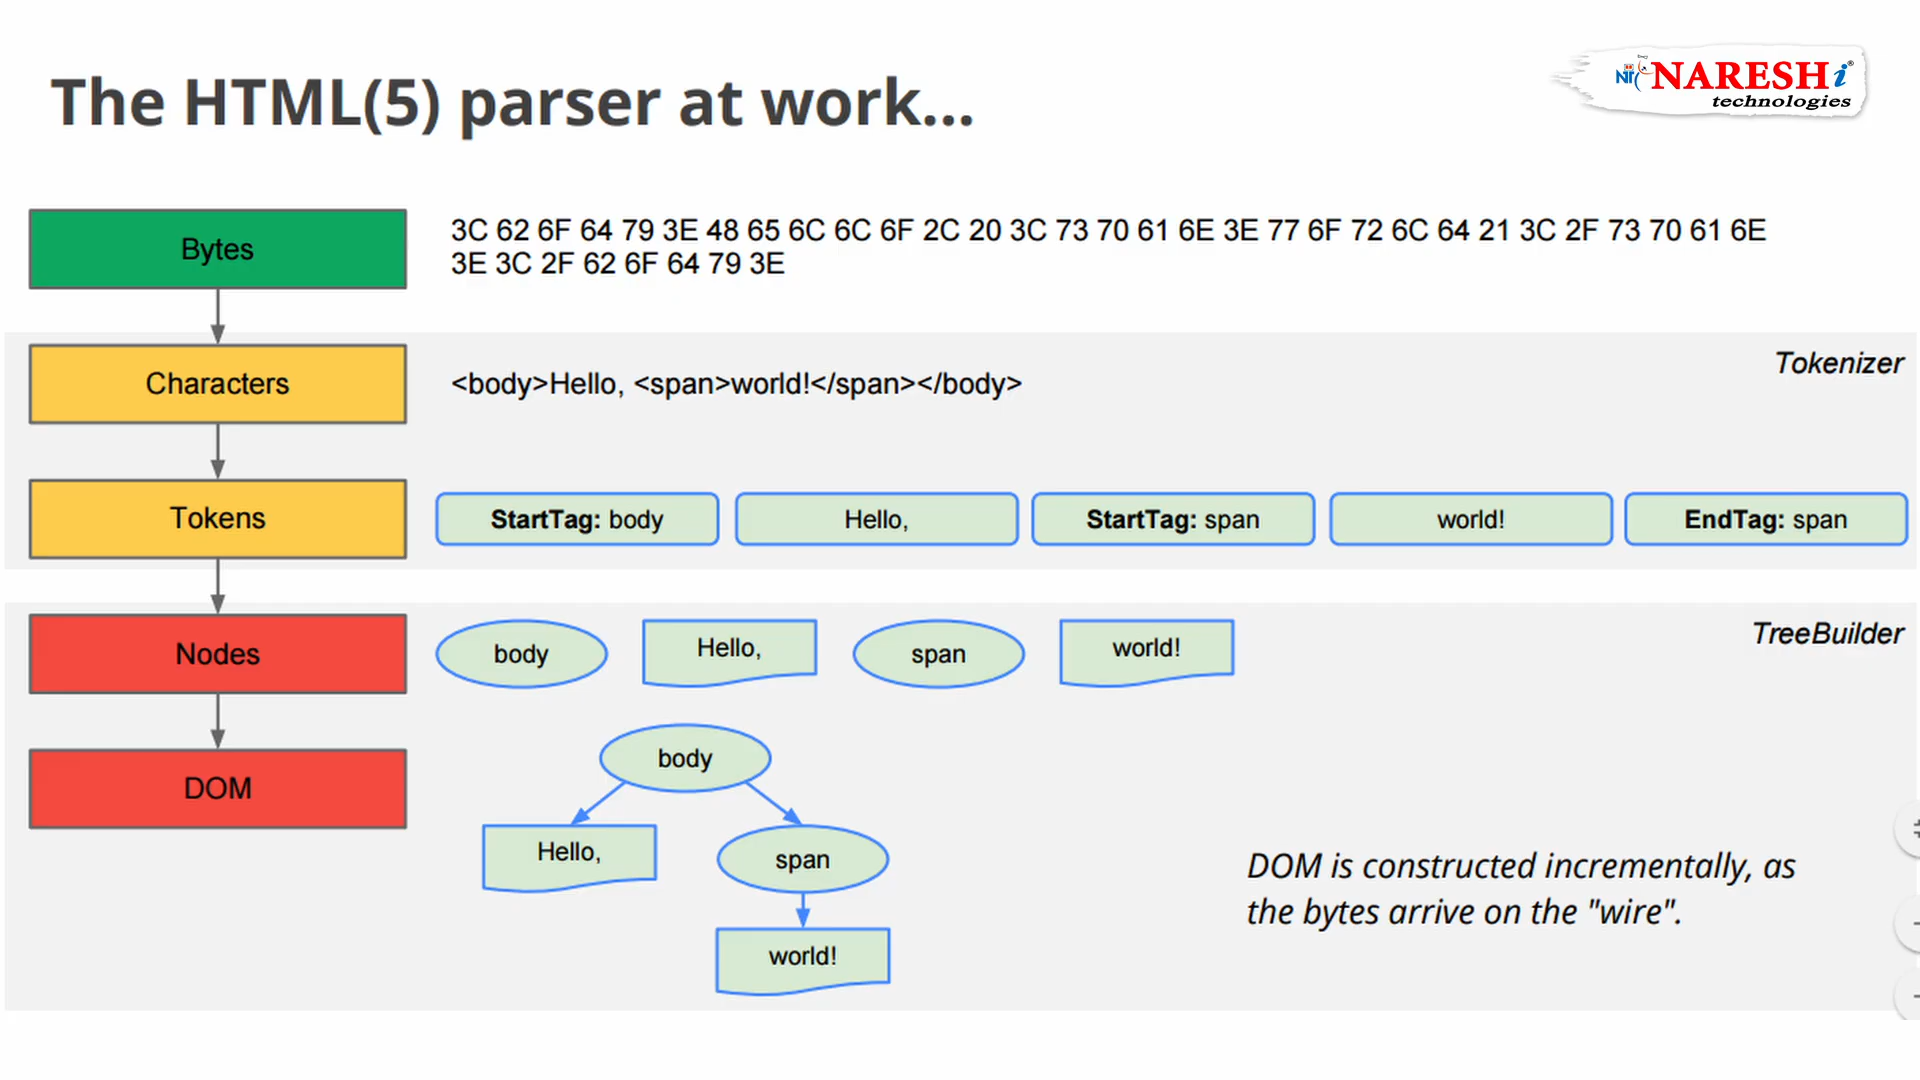 The HTML(5) parser at work...
NARESHi®
technologies
Bytes
3C 62 6F 64 79 3E 48 65 6C 6C 6F 2C 20 3C 73 70 61 6E 3E 77 6F 72 6C 64 21 3C 2F 73 70 61 6E
3E 3C 2F 62 6F 64 79 3E
Tokenizer
Characters
<body>Hello, <span>world!</span></body>
Tokens
StartTag: body
Hello,
StartTag: span
world!
EndTag: span
TreeBuilder
Nodes
body
Hello,
span
world!
DOM
body
Hello,
span
world!
DOM is constructed incrementally, as
the bytes arrive on the "wire".